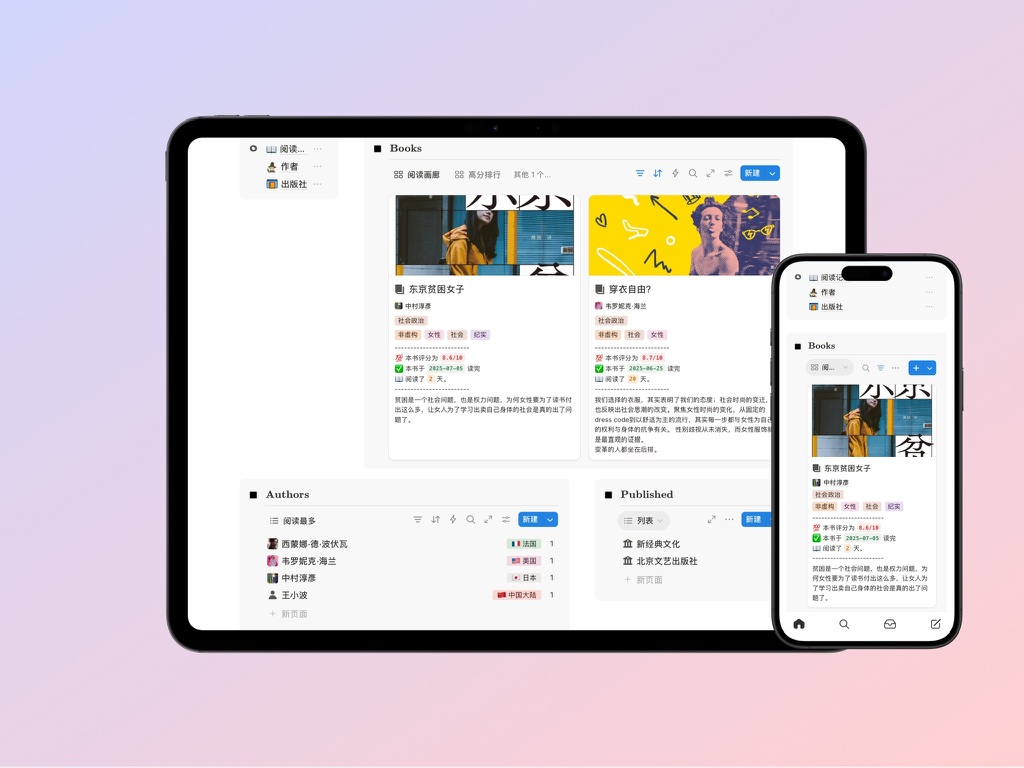 阅读...
作者
出版社
Books
阅读画廊
高分排行
其他 1 个...
新建
东京贫困女子
中村淳彦
社会政治
非虚构 女性 社会 纪实
------------------------
💯 本书评分为 8.6/10
✅ 本书于 2025-07-05 读完
📖 阅读了 2 天。
------------------------
贫困是一个社会问题，也是权力问题，为何女性要为了读书付
出这么多，让女人为了学习出卖自己身体的社会是真的出了问
题了。
穿衣自由?
韦罗妮克·海兰
社会政治
非虚构 社会 女性
------------------------
💯 本书评分为 8.7/10
✅ 本书于 2025-06-25 读完
📖 阅读了 20 天。
------------------------
我们选择的衣服，其实表明了我们的态度；社会时尚的变迁，
也反映出社会思潮的改变。聚焦女性时尚的变化，从固定的
dress code到以舒适为主的流行，其实每一步都与女性为自己
的权利与身体的抗争有关。 性别歧视从未消失，而女性服饰就
是最直观的证据。
变革的人都坐在后排。
Authors
阅读最多
新建
西蒙娜·德·波伏瓦 🇫🇷 法国 1
韦罗妮克·海兰 🇺🇸 美国 1
中村淳彦 🇯🇵 日本 1
王小波 🇨🇳 中国大陆 1
+ 新页面
Published
列表
新建
新经典文化
北京文艺出版社
+ 新页面
阅读记
作者
出版社
Books
阅...
贫
东京贫困女子
中村淳彦
社会政治
非虚构 女性 社会 纪实
------------------------
💯 本书评分为 8.6/10
✅ 本书于 2025-07-05 读完
📖 阅读了 2 天。
------------------------
贫困是一个社会问题，也是权力问题，为
何女性要为了读书付出这么多，让女人为
了学习出卖自己身体的社会是真的出了问
题了。